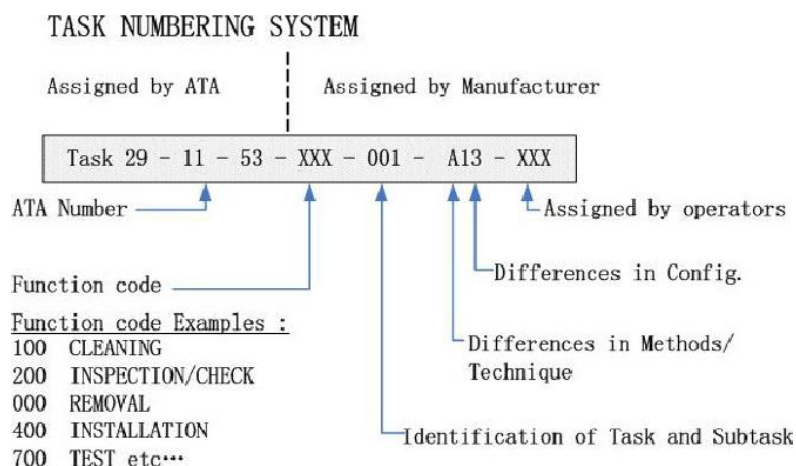 TASK NUMBERING SYSTEM
Assigned by ATA
Assigned by Manufacturer
Task 29 - 11 - 53 - XXX - 001 - A13 - XXX
ATA Number
Assigned by operators
Differences in Config.
Function code
Function code Examples :
100 CLEANING
200 INSPECTION/CHECK
000 REMOVAL
400 INSTALLATION
700 TEST etc…
Differences in Methods/
Technique
Identification of Task and Subtask